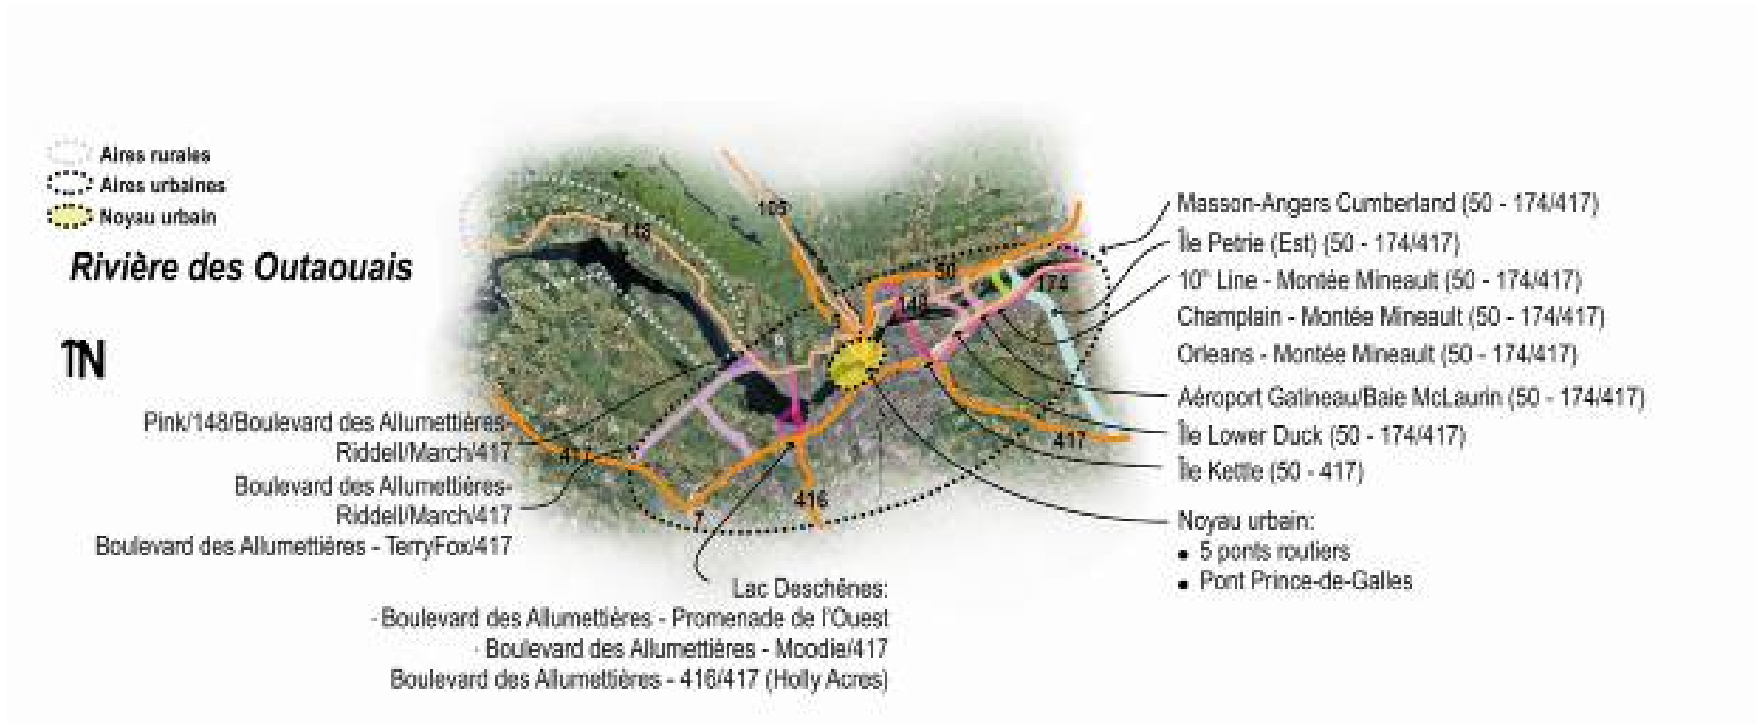 Aires rurales
Aires urbaines
Noyau urbain
Rivière des Outaouais
N
105
148
50
148
174
417
417
416
7
Masson-Angers Cumberland (50 - 174/417)
Île Petrie (Est) (50 - 174/417)
10" Line - Montée Mineault (50 - 174/417)
Champlain - Montée Mineault (50 - 174/417)
Orleans - Montée Mineault (50 - 174/417)
Aéroport Gatineau/Baie McLaurin (50 - 174/417)
Île Lower Duck (50 - 174/417)
Île Kettle (50 - 417)
Noyau urbain:
• 5 ponts routiers
• Pont Prince-de-Galles
Pink/148/Boulevard des Allumettières-
Riddell/March/417
Boulevard des Allumettières-
Riddell/March/417
Boulevard des Allumettières - TerryFox/417
Lac Deschênes:
- Boulevard des Allumettières - Promenade de l'Ouest
- Boulevard des Allumettières - Moodie/417
Boulevard des Allumettières - 416/417 (Holly Acres)